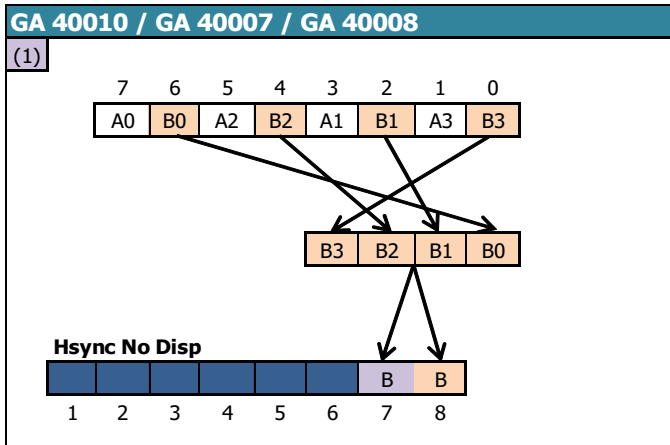 GA 40010 / GA 40007 / GA 40008
(1)
7 6 5 4 3 2 1 0
A0 B0 A2 B2 A1 B1 A3 B3
B3 B2 B1 B0
Hsync No Disp
B B
1 2 3 4 5 6 7 8